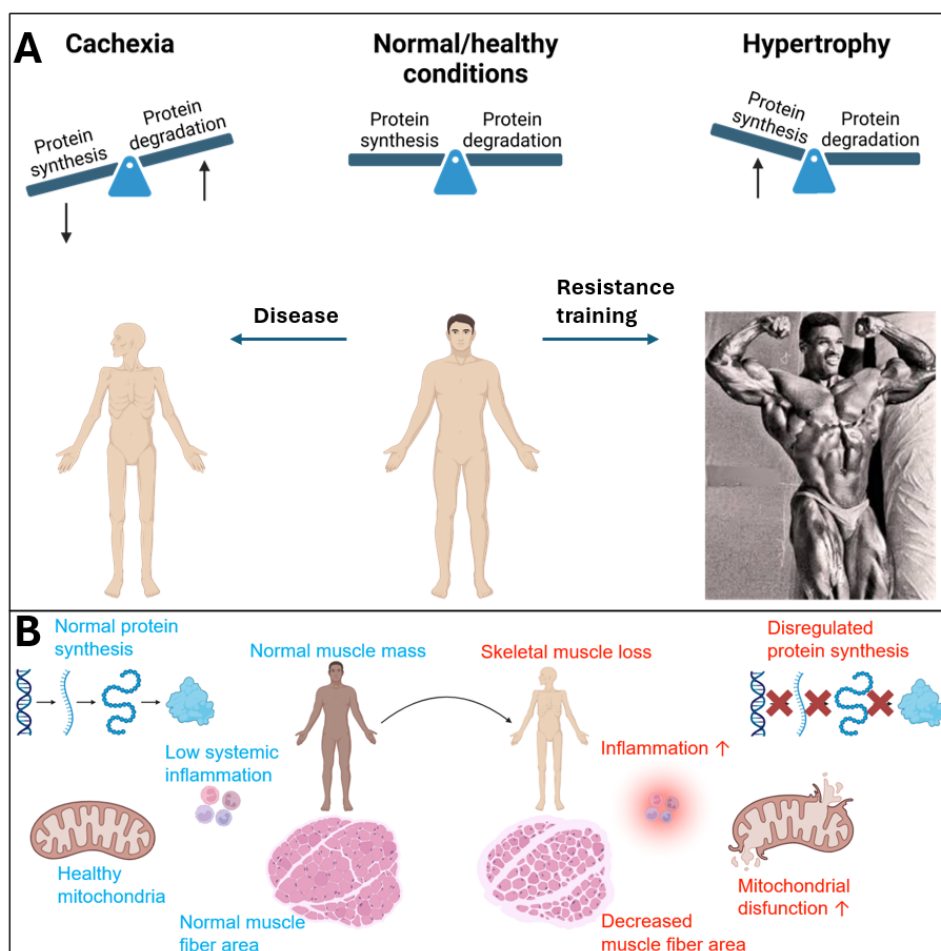 A
Cachexia
Normal/healthy
conditions
Hypertrophy
Protein
synthesis
Protein
degradation
Protein
synthesis
Protein
degradation
Protein
synthesis
Protein
degradation
Disease
Resistance
training
B
Normal protein
synthesis
Normal muscle mass
Skeletal muscle loss
Disregulated
protein synthesis
Low systemic
inflammation
Inflammation ↑
Healthy
mitochondria
Normal muscle
fiber area
Decreased
muscle fiber area
Mitochondrial
disfunction ↑